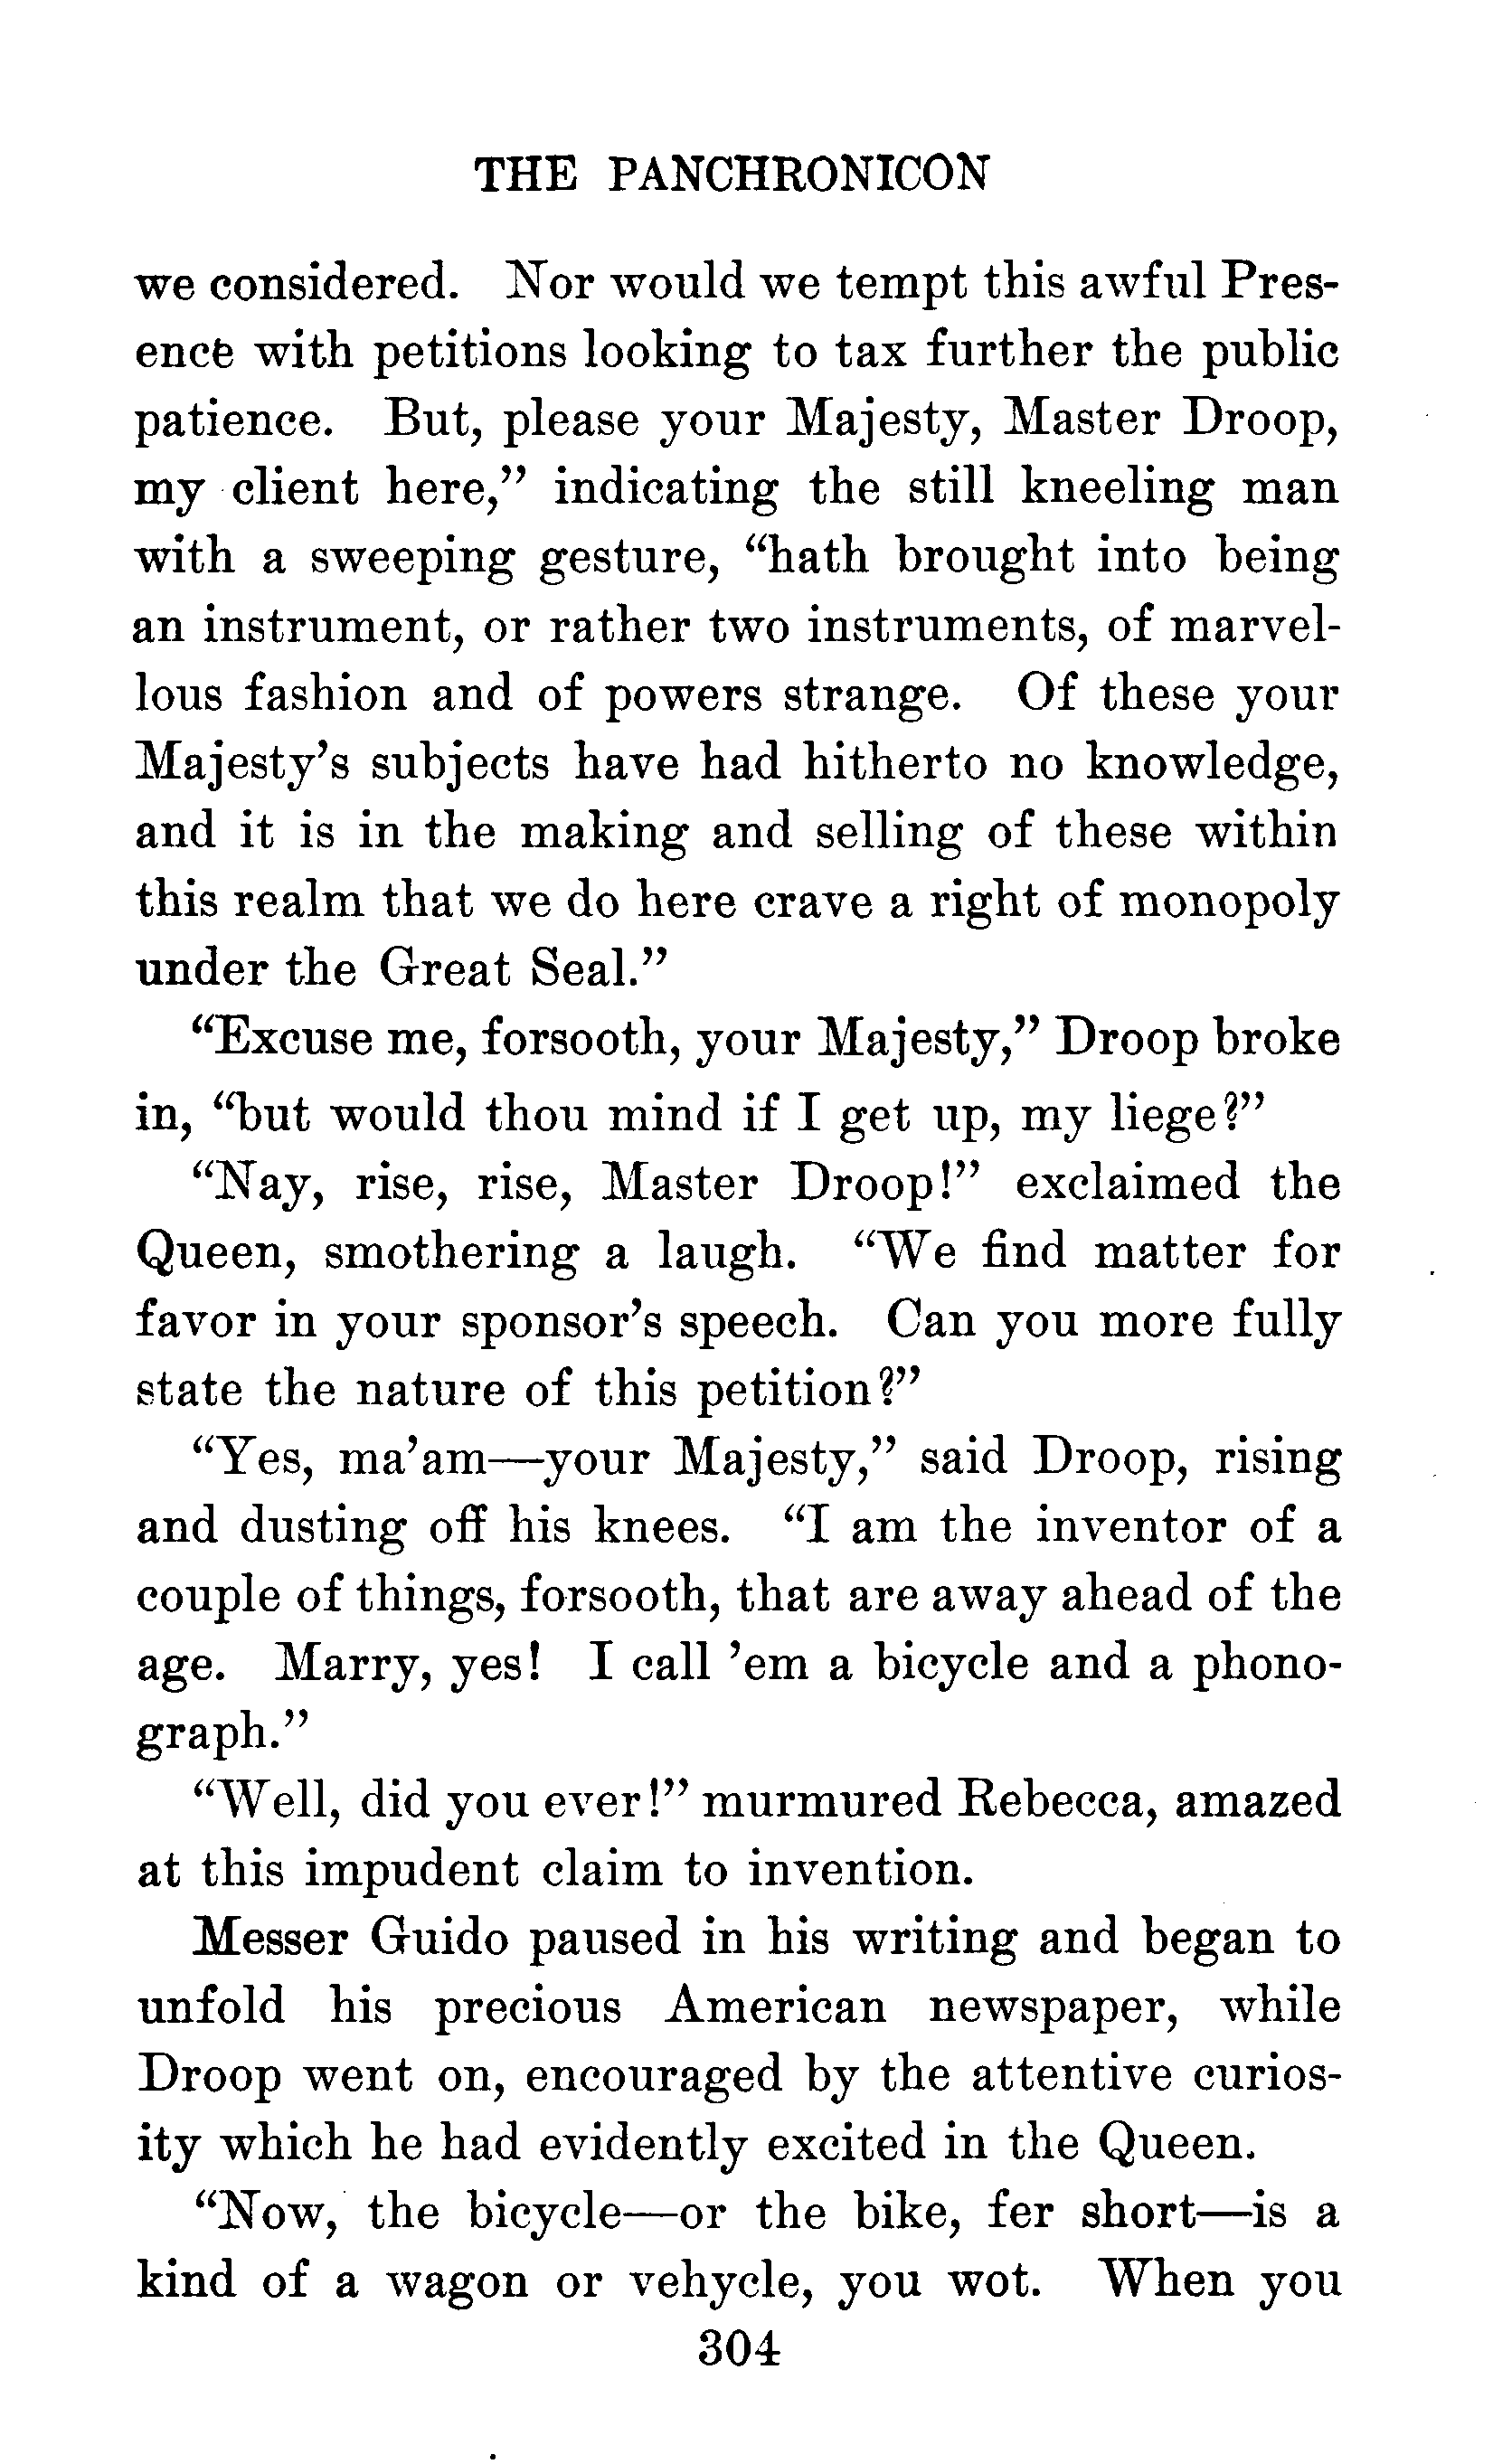 THE PANCHRONICON
we considered. Nor would we tempt this awful Pres-
ence with petitions looking to tax further the public
patience. But, please your Majesty, Master Droop,
my client here,” indicating the still kneeling man
with a sweeping gesture, “hath brought into being
an instrument, or rather two instruments, of marvel-
lous fashion and of powers strange. Of these your
Majesty’s subjects have had hitherto no knowledge,
and it is in the making and selling of these within
this realm that we do here crave a right of monopoly
under the Great Seal.”
“Excuse me, forsooth, your Majesty,” Droop broke
in, “but would thou mind if I get up, my liege?”
“Nay, rise, rise, Master Droop!” exclaimed the
Queen, smothering a laugh. “We find matter for
favor in your sponsor’s speech. Can you more fully
state the nature of this petition?”
“Yes, ma’am—your Majesty,” said Droop, rising
and dusting off his knees. “I am the inventor of a
couple of things, forsooth, that are away ahead of the
age. Marry, yes! I call ’em a bicycle and a phono-
graph.”
“Well, did you ever!” murmured Rebecca, amazed
at this impudent claim to invention.
Messer Guido paused in his writing and began to
unfold his precious American newspaper, while
Droop went on, encouraged by the attentive curios-
ity which he had evidently excited in the Queen.
“Now, the bicycle—or the bike, fer short—is a
kind of a wagon or vehycle, you wot. When you
304